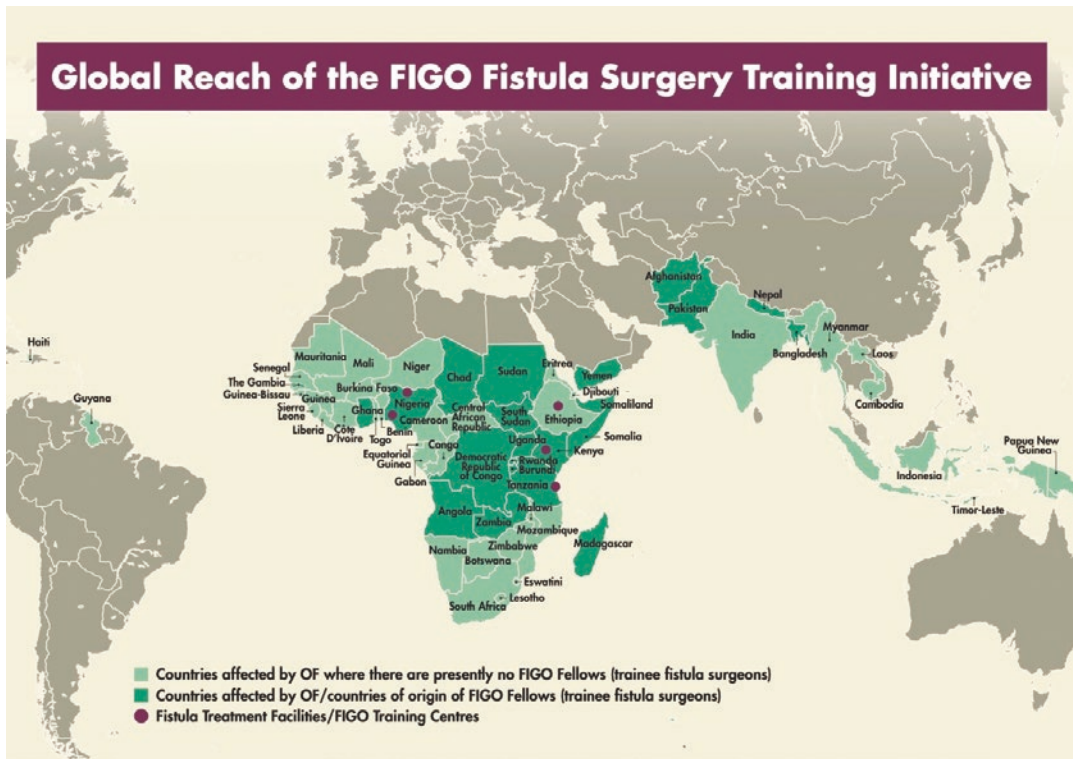 Global Reach of the FIGO Fistula Surgery Training Initiative
Haiti
Guyana
Mauritania
Mali
Niger
Chad
Sudan
Eritrea
Yemen
Djibouti
Somaliland
Senegal
The Gambia
Guinea-Bissau
Guinea
Sierra
Leone
Liberia
Côte
D'Ivoire
Burkina Faso
Ghana
Togo
Benin
Nigeria
Cameroon
Central
African
Republic
South
Sudan
Ethiopia
Somalia
Kenya
Uganda
Rwanda
Burundi
Equatorial
Guinea
Gabon
Congo
Democratic
Republic
of Congo
Tanzania
Malawi
Angola
Zambia
Mozambique
Madagascar
Nambia
Zimbabwe
Botswana
Eswatini
Lesotho
South Africa
Afghanistan
Pakistan
Nepal
India
Bangladesh
Myanmar
Laos
Cambodia
Indonesia
Papua New
Guinea
Timor-Leste
Countries affected by OF where there are presently no FIGO Fellows (trainee fistula surgeons)
Countries affected by OF/countries of origin of FIGO Fellows (trainee fistula surgeons)
Fistula Treatment Facilities/FIGO Training Centres